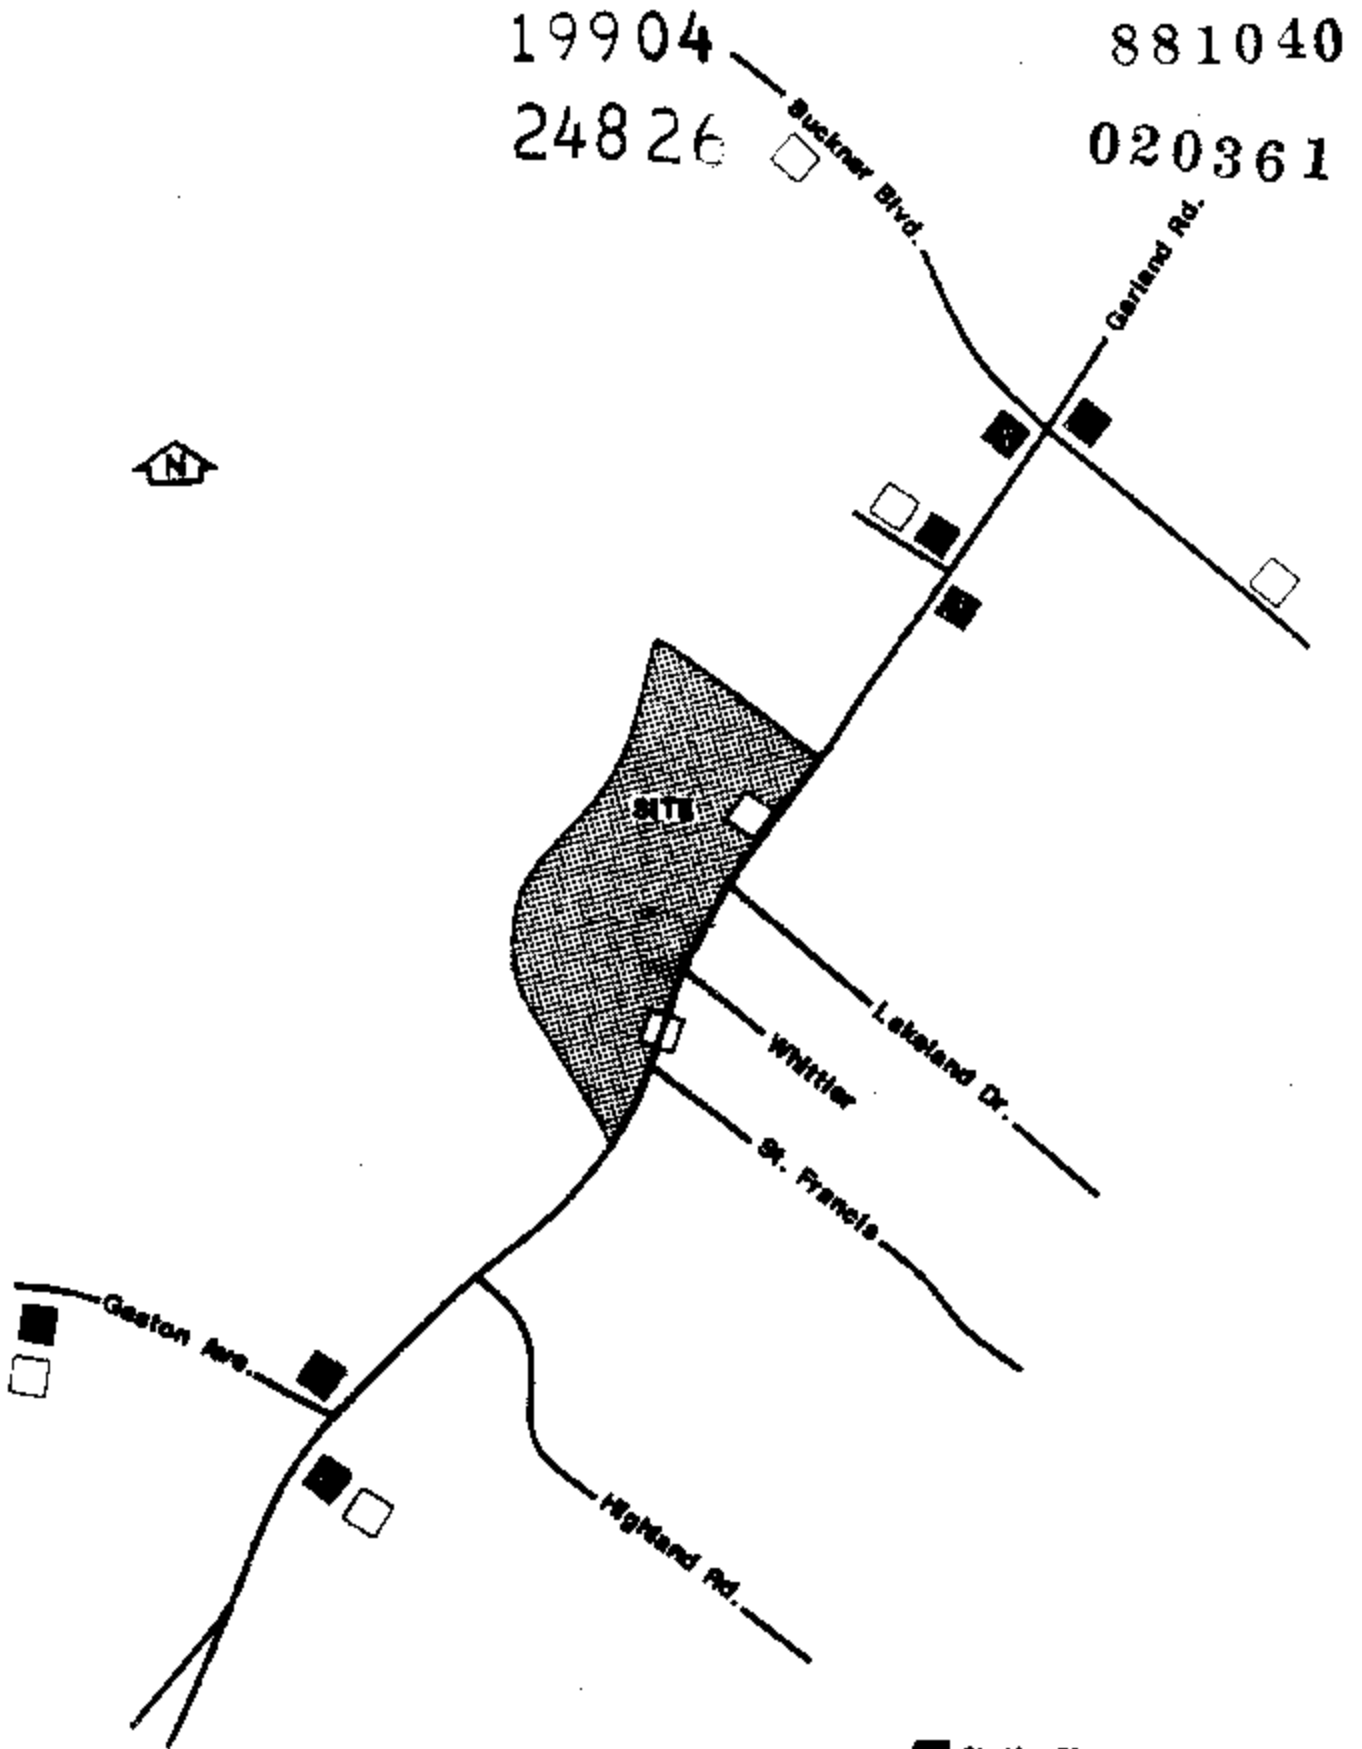 19904
881040
24826
020361
Buckner Blvd.
Garland Rd.
N
SITE
Lakeland Dr.
Whittier
St. Francis
Gaston Ave.
Highland Rd.